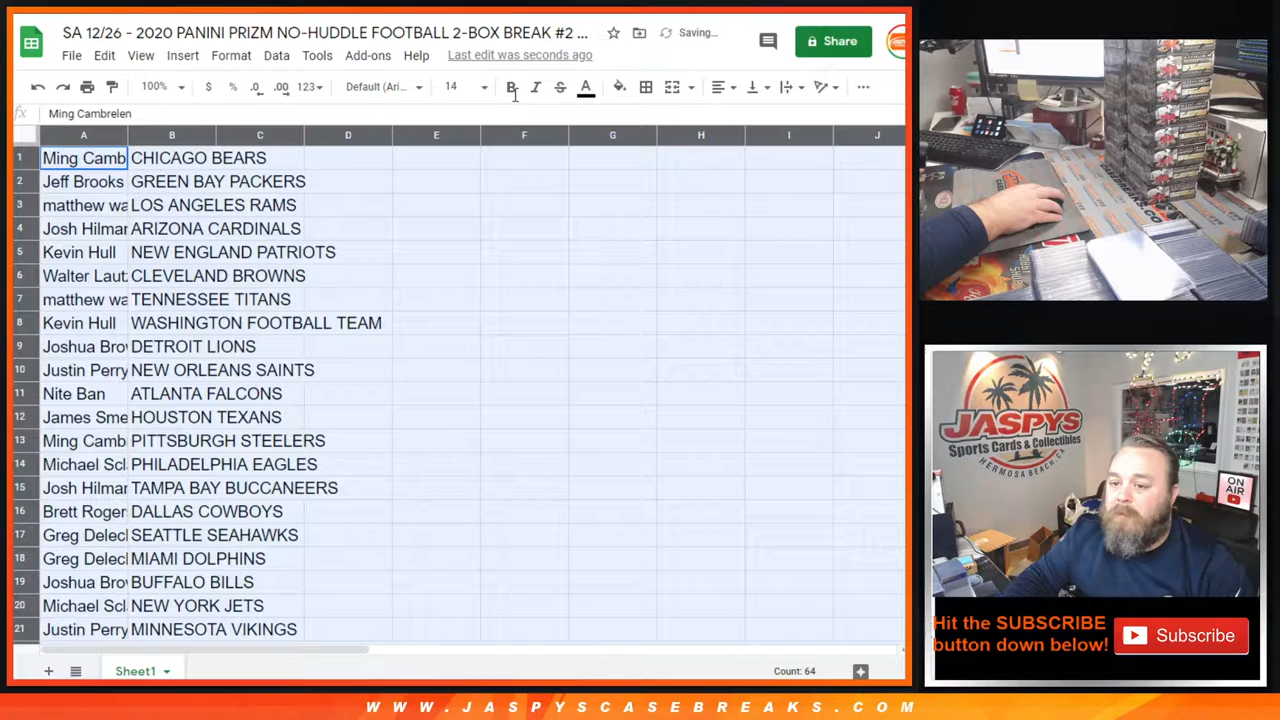 SA 12/26 - 2020 PANINI PRIZM NO-HUDDLE FOOTBALL 2-BOX BREAK #2 ...
Saving...
Share
File Edit View Insert Format Data Tools Add-ons Help
Last edit was seconds ago
100% $ % .0 .00 123 Default (Ari... 14 B I S A
fx Ming Cambrelen
A B C D E F G H I J
1 Ming Camb CHICAGO BEARS
2 Jeff Brooks GREEN BAY PACKERS
3 matthew wa LOS ANGELES RAMS
4 Josh Hilmar ARIZONA CARDINALS
5 Kevin Hull NEW ENGLAND PATRIOTS
6 Walter Laut CLEVELAND BROWNS
7 matthew wa TENNESSEE TITANS
8 Kevin Hull WASHINGTON FOOTBALL TEAM
9 Joshua Bro DETROIT LIONS
10 Justin Perry NEW ORLEANS SAINTS
11 Nite Ban ATLANTA FALCONS
12 James Sme HOUSTON TEXANS
13 Ming Camb PITTSBURGH STEELERS
14 Michael Scl PHILADELPHIA EAGLES
15 Josh Hilmar TAMPA BAY BUCCANEERS
16 Brett Roger DALLAS COWBOYS
17 Greg Delecl SEATTLE SEAHAWKS
18 Greg Delecl MIAMI DOLPHINS
19 Joshua Bro BUFFALO BILLS
20 Michael Scl NEW YORK JETS
21 Justin Perry MINNESOTA VIKINGS
Sheet1
Count: 64
JASPYS
Sports Cards & Collectibles
HERMOSA BEACH, CA
ON AIR
Hit the SUBSCRIBE
button down below!
Subscribe
WWW.JASPYSCASEBREAKS.COM